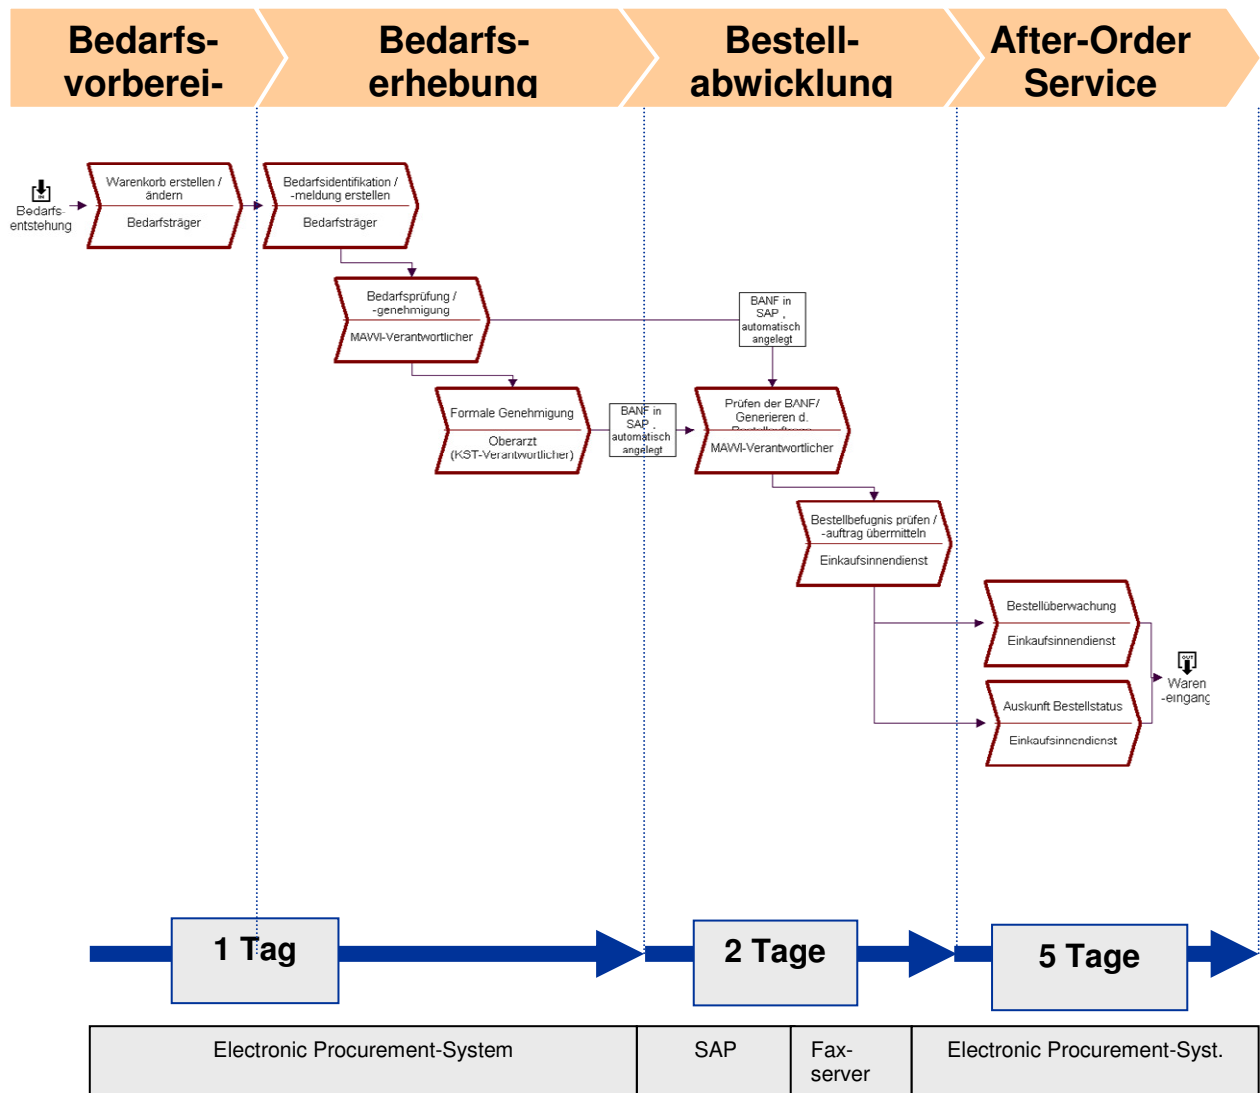 Bedarfs-
vorberei-
Bedarfs-
erhebung
Bestell-
abwicklung
After-Order
Service
IN
Bedarfs-
entstehung
Warenkorb erstellen /
ändern
Bedarfsträger
Bedarfsidentifikation /
-meldung erstellen
Bedarfsträger
Bedarfsprüfung /
-genehmigung
MAWI-Verantwortlicher
BANF in
SAP ,
automatisch
angelegt
Formale Genehmigung
Oberarzt
(KST-Verantwortlicher)
BANF in
SAP ,
automatisch
angelegt
Prüfen der BANF/
Generieren d.
MAWI-Verantwortlicher
Bestellbefugnis prüfen /
-auftrag übermitteln
Einkaufsinnendienst
Bestellüberwachung
Einkaufsinnendienst
OUT
Waren
-eingang
Auskunft Bestellstatus
Einkaufsinnendienst
1 Tag
2 Tage
5 Tage
Electronic Procurement-System
SAP
Fax-
server
Electronic Procurement-Syst.